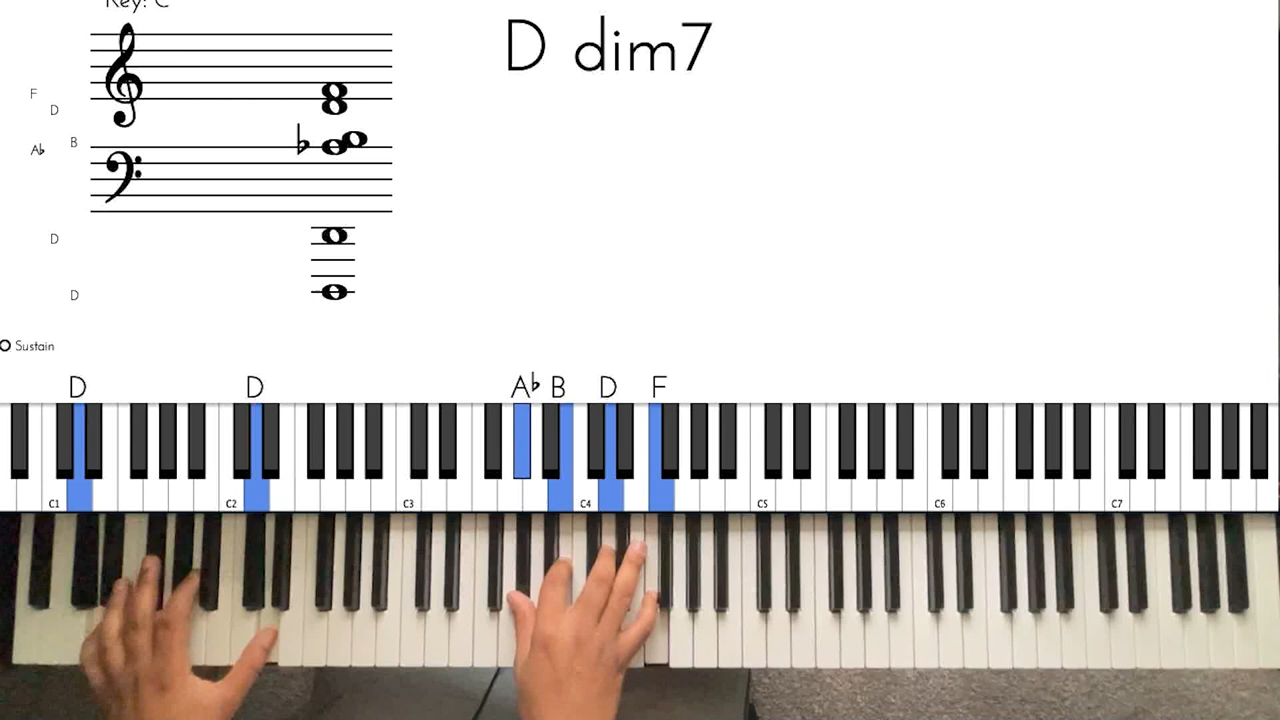 Key: C
D dim7
F
D
B
A♭
D
D
Sustain
D D A♭ B D F
C1 C2 C3 C4 C5 C6 C7